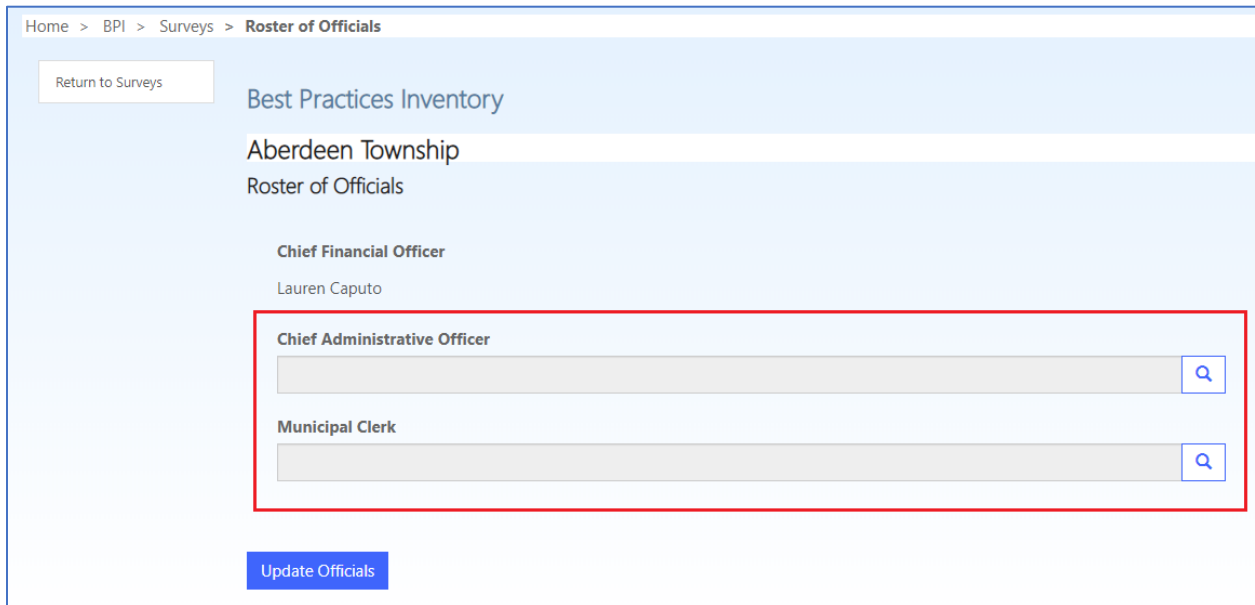 Home > BPI > Surveys > Roster of Officials
Return to Surveys
Best Practices Inventory
Aberdeen Township
Roster of Officials
Chief Financial Officer
Lauren Caputo
Chief Administrative Officer
Municipal Clerk
Update Officials